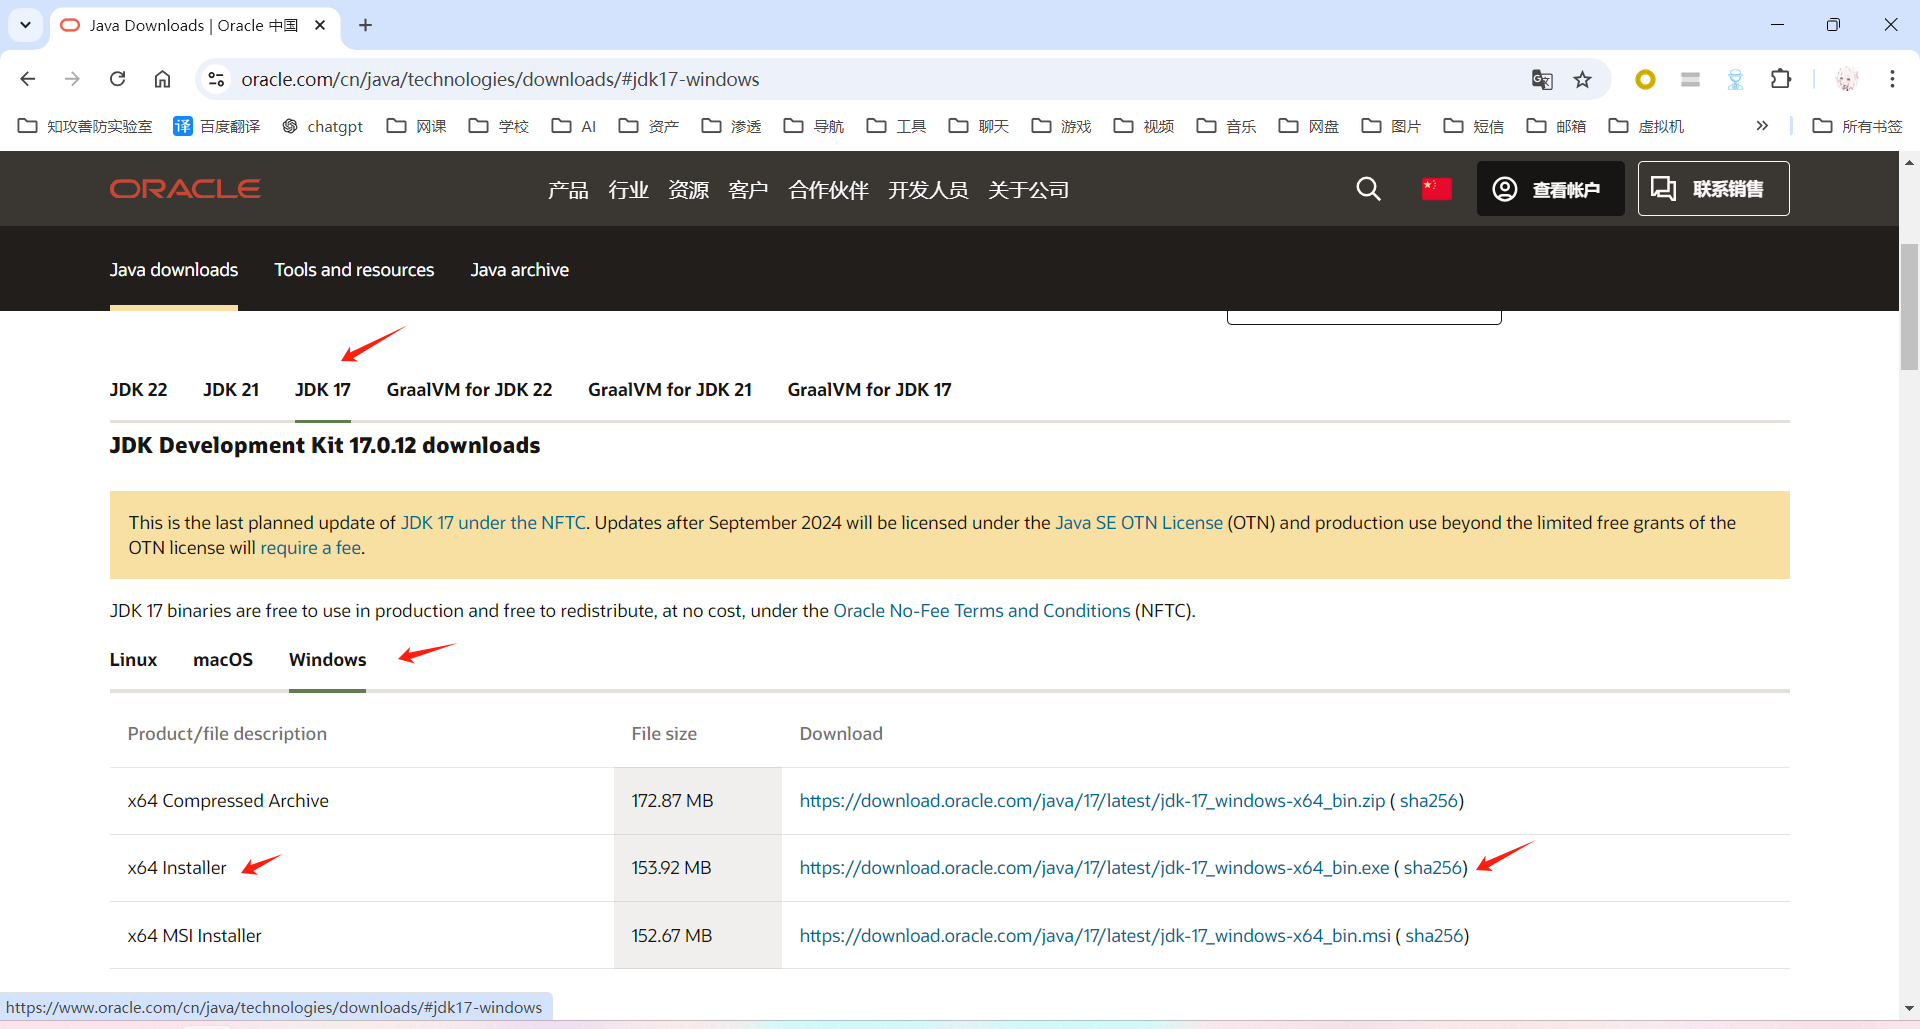 Java Downloads | Oracle 中国
oracle.com/cn/java/technologies/downloads/#jdk17-windows
知攻善防实验室 译 百度翻译 chatgpt 网课 学校 AI 资产 渗透 导航 工具 聊天 游戏 视频 音乐 网盘 图片 短信 邮箱 虚拟机 » 所有书签
ORACLE 产品 行业 资源 客户 合作伙伴 开发人员 关于公司 查看帐户 联系销售
Java downloads Tools and resources Java archive
JDK 22 JDK 21 JDK 17 GraalVM for JDK 22 GraalVM for JDK 21 GraalVM for JDK 17
JDK Development Kit 17.0.12 downloads
This is the last planned update of JDK 17 under the NFTC. Updates after September 2024 will be licensed under the Java SE OTN License (OTN) and production use beyond the limited free grants of the
OTN license will require a fee.
JDK 17 binaries are free to use in production and free to redistribute, at no cost, under the Oracle No-Fee Terms and Conditions (NFTC).
Linux macOS Windows
Product/file description File size Download
x64 Compressed Archive 172.87 MB https://download.oracle.com/java/17/latest/jdk-17_windows-x64_bin.zip ( sha256)
x64 Installer 153.92 MB https://download.oracle.com/java/17/latest/jdk-17_windows-x64_bin.exe ( sha256)
x64 MSI Installer 152.67 MB https://download.oracle.com/java/17/latest/jdk-17_windows-x64_bin.msi ( sha256)
https://www.oracle.com/cn/java/technologies/downloads/#jdk17-windows